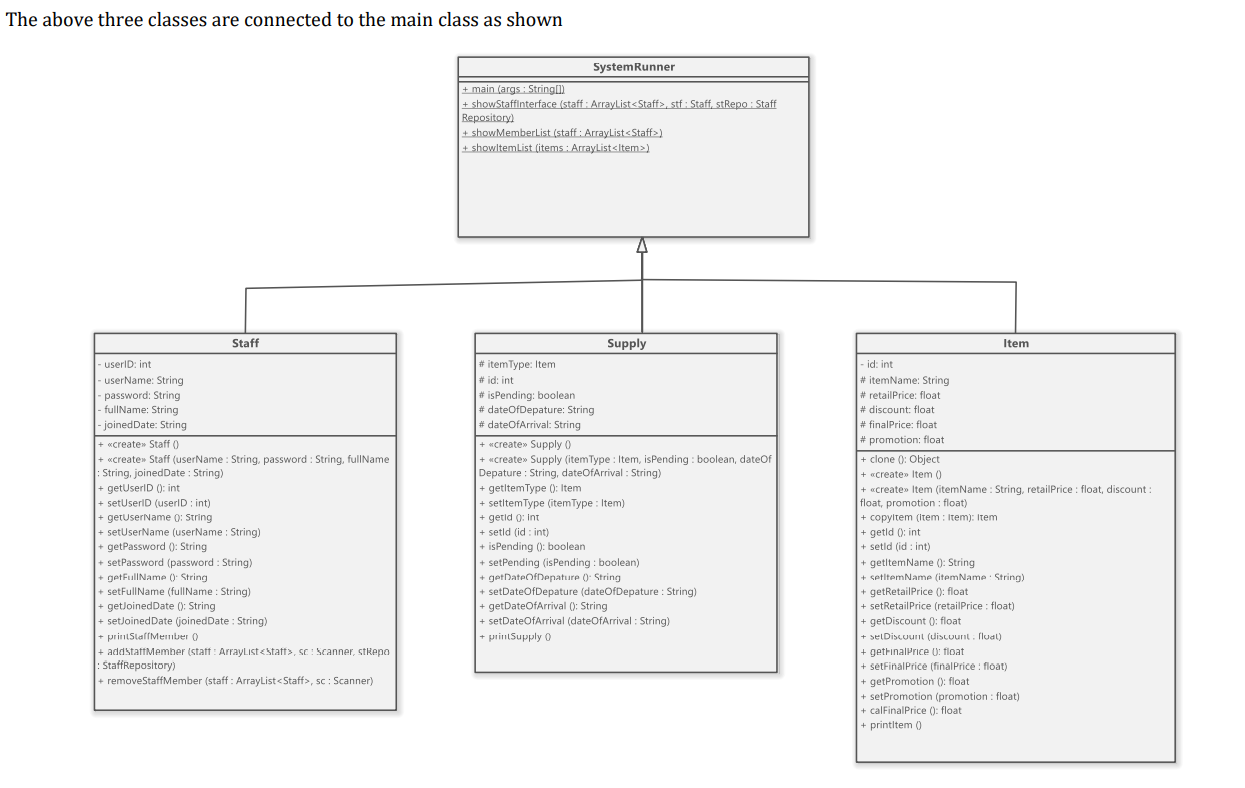 The above three classes are connected to the main class as shown
SystemRunner
+ main (args : String[])
+ showStaffInterface (staff : ArrayList<Staff>, stf : Staff, stRepo : Staff
Repository)
+ showMemberList (staff : ArrayList<Staff>)
+ showItemList (items : ArrayList<Item>)
Staff
- userID: int
- userName: String
- password: String
- fullName: String
- joinedDate: String
+ «create» Staff ()
+ «create» Staff (userName : String, password : String, fullName
: String, joinedDate : String)
+ getUserID (): int
+ setUserID (userID : int)
+ getUserName (): String
+ setUserName (userName : String)
+ getPassword (): String
+ setPassword (password : String)
+ getFullName (): String
+ setFullName (fullName : String)
+ getJoinedDate (): String
+ setJoinedDate (joinedDate : String)
+ printStaffMember ()
+ addStaffMember (staff : ArrayList<Staff>, sc : Scanner, stRepo
: StaffRepository)
+ removeStaffMember (staff : ArrayList<Staff>, sc : Scanner)
Supply
# itemType: Item
# id: int
# isPending: boolean
# dateOfDepature: String
# dateOfArrival: String
+ «create» Supply ()
+ «create» Supply (itemType : Item, isPending : boolean, dateOf
Depature : String, dateOfArrival : String)
+ getItemType (): Item
+ setItemType (itemType : Item)
+ getId (): int
+ setId (id : int)
+ isPending (): boolean
+ setPending (isPending : boolean)
+ getDateOfDepature (): String
+ setDateOfDepature (dateOfDepature : String)
+ getDateOfArrival (): String
+ setDateOfArrival (dateOfArrival : String)
+ printSupply ()
Item
- id: int
# itemName: String
# retailPrice: float
# discount: float
# finalPrice: float
# promotion: float
+ clone (): Object
+ «create» Item ()
+ «create» Item (itemName : String, retailPrice : float, discount :
float, promotion : float)
+ copyItem (item : Item): Item
+ getId (): int
+ setId (id : int)
+ getItemName (): String
+ setItemName (itemName : String)
+ getRetailPrice (): float
+ setRetailPrice (retailPrice : float)
+ getDiscount (): float
+ setDiscount (discount : float)
+ getFinalPrice (): float
+ setFinalPrice (finalPrice : float)
+ getPromotion (): float
+ setPromotion (promotion : float)
+ calFinalPrice (): float
+ printItem ()